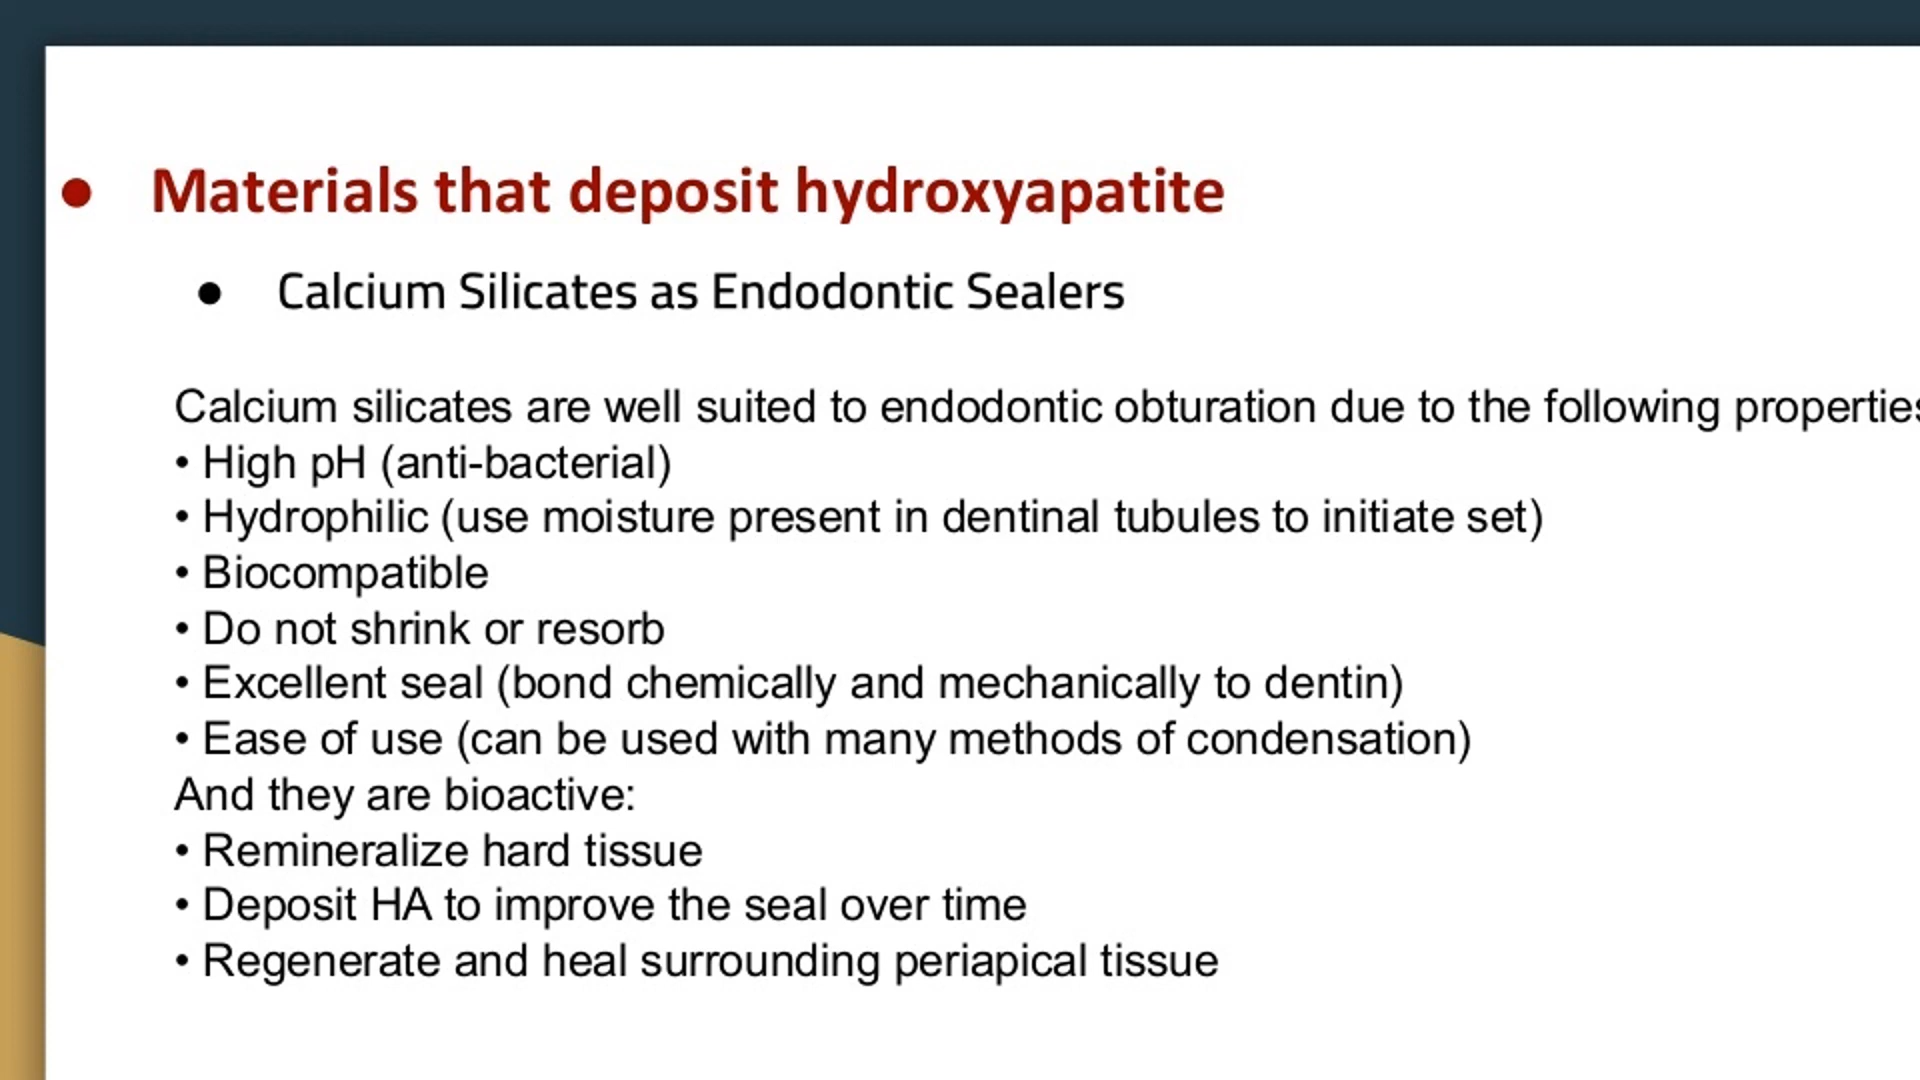 ● Materials that deposit hydroxyapatite
● Calcium Silicates as Endodontic Sealers
Calcium silicates are well suited to endodontic obturation due to the following properties
• High pH (anti-bacterial)
• Hydrophilic (use moisture present in dentinal tubules to initiate set)
• Biocompatible
• Do not shrink or resorb
• Excellent seal (bond chemically and mechanically to dentin)
• Ease of use (can be used with many methods of condensation)
And they are bioactive:
• Remineralize hard tissue
• Deposit HA to improve the seal over time
• Regenerate and heal surrounding periapical tissue